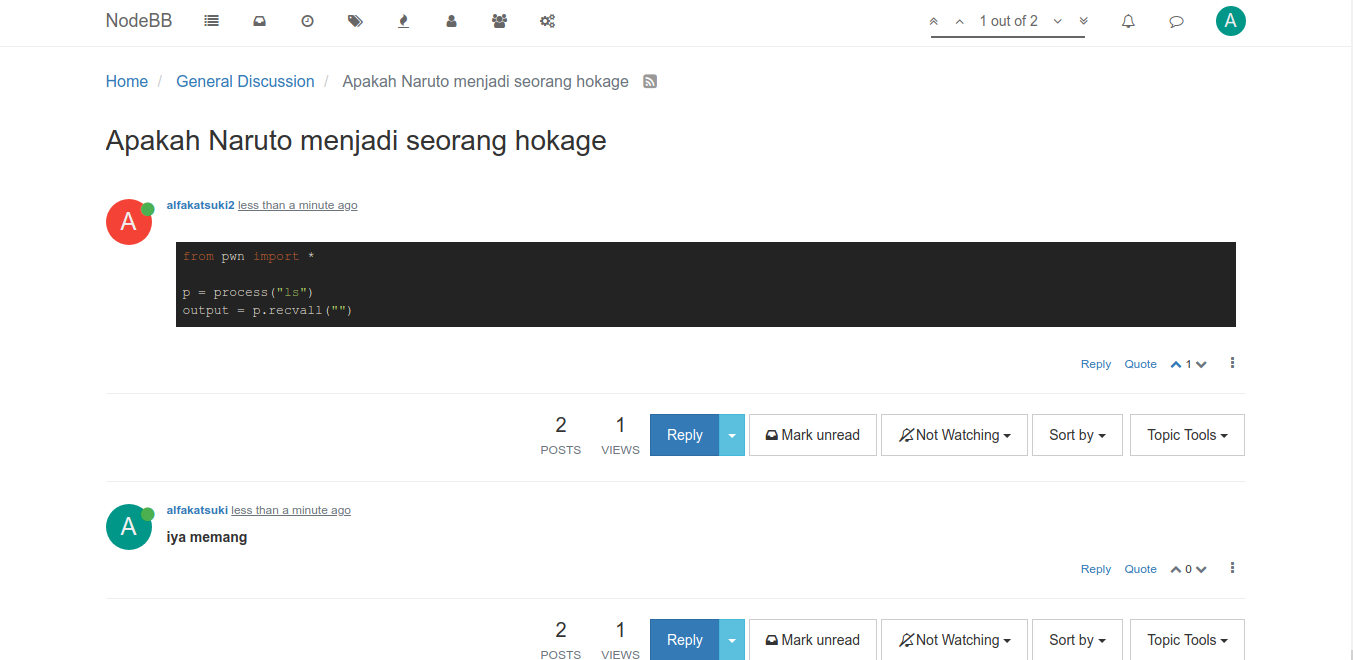 NodeBB 1 out of 2 A
Home / General Discussion / Apakah Naruto menjadi seorang hokage
Apakah Naruto menjadi seorang hokage
A alfakatsuki2 less than a minute ago
from pwn import *
p = process("ls")
output = p.recvall("")
Reply Quote 1
2 POSTS 1 VIEWS Reply Mark unread Not Watching Sort by Topic Tools
A alfakatsuki less than a minute ago
iya memang
Reply Quote 0
2 POSTS 1 VIEWS Reply Mark unread Not Watching Sort by Topic Tools